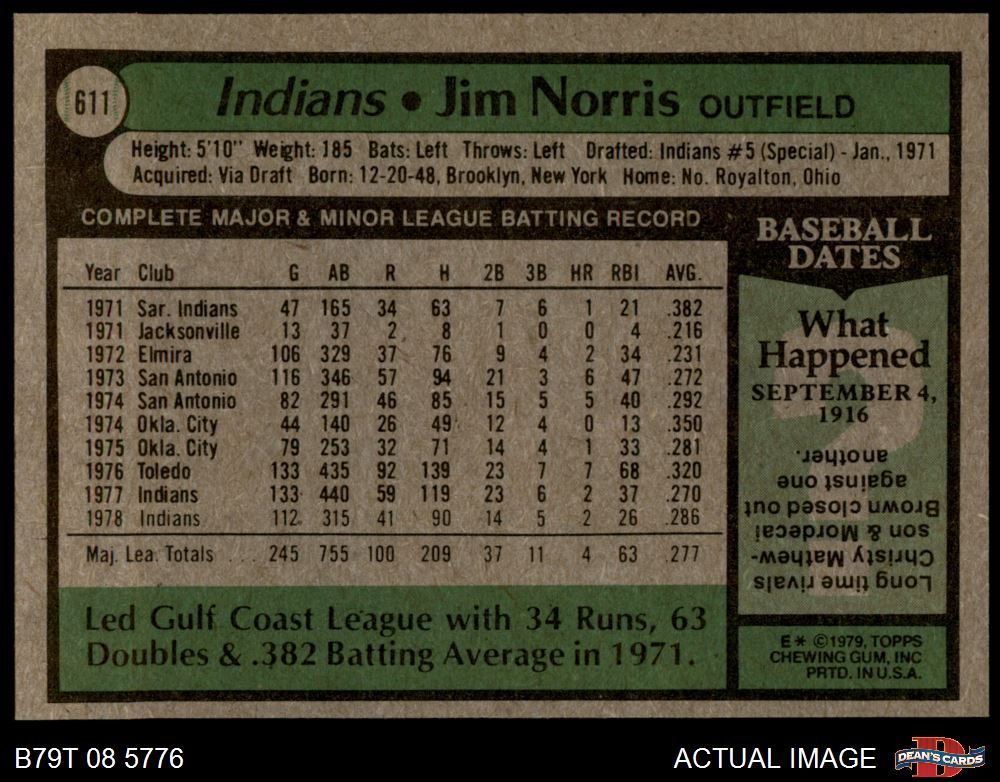 611
Indians • Jim Norris OUTFIELD
Height: 5'10" Weight: 185 Bats: Left Throws: Left Drafted: Indians #5 (Special) - Jan., 1971
Acquired: Via Draft Born: 12-20-48, Brooklyn, New York Home: No. Royalton, Ohio
COMPLETE MAJOR & MINOR LEAGUE BATTING RECORD
Year Club G AB R H 2B 3B HR RBI AVG.
1971 Sar. Indians 47 165 34 63 7 6 1 21 .382
1971 Jacksonville 13 37 2 8 1 0 0 4 .216
1972 Elmira 106 329 37 76 9 4 2 34 .231
1973 San Antonio 116 346 57 94 21 3 6 47 .272
1974 San Antonio 82 291 46 85 15 5 5 40 .292
1974 Okla. City 44 140 26 49 12 4 0 13 .350
1975 Okla. City 79 253 32 71 14 4 1 33 .281
1976 Toledo 133 435 92 139 23 7 7 68 .320
1977 Indians 133 440 59 119 23 6 2 37 .270
1978 Indians 112 315 41 90 14 5 2 26 .286
Maj. Lea. Totals . . . 245 755 100 209 37 11 4 63 .277
Led Gulf Coast League with 34 Runs, 63
Doubles & .382 Batting Average in 1971.
BASEBALL
DATES
What
Happened
SEPTEMBER 4,
1916
Long time rivals
Christy Mathew-
son & Mordecai
Brown closed out
against one
another.
E* ©1979, TOPPS
CHEWING GUM, INC
PRTD. IN U.S.A.
B79T 08 5776
ACTUAL IMAGE
D
DEAN'S CARDS